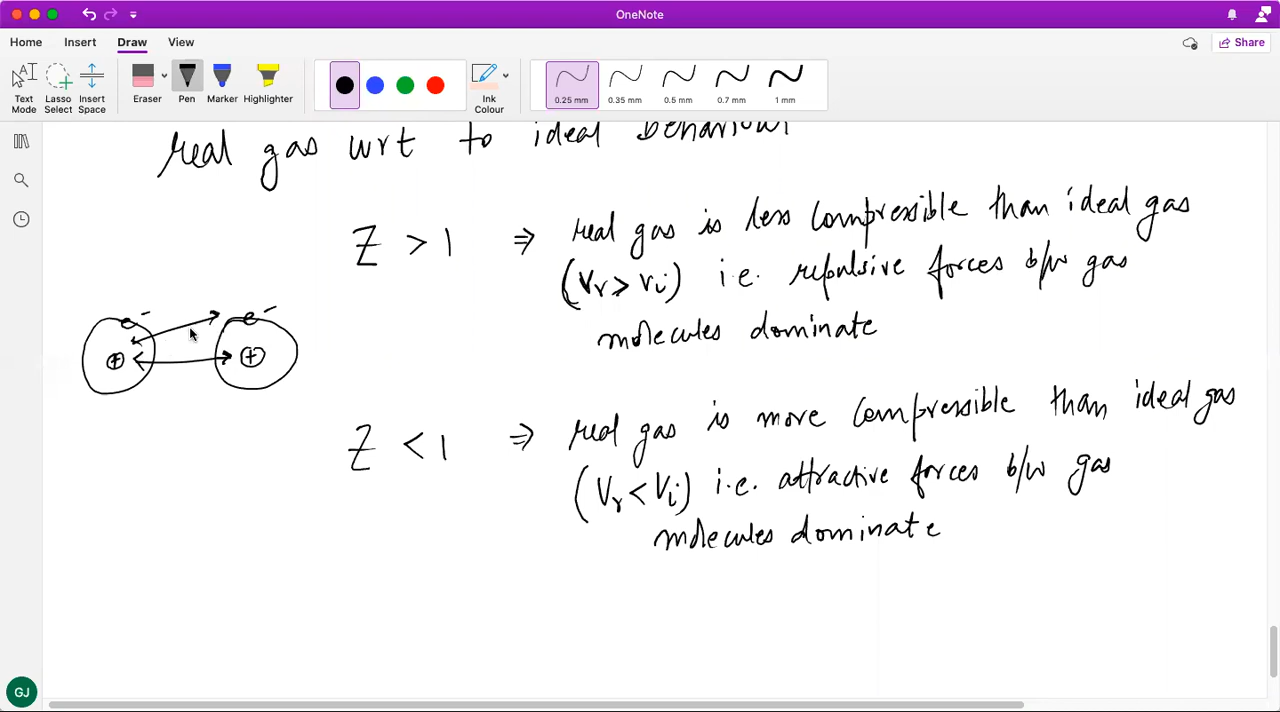 OneNote
Home Insert Draw View
Share
Text Mode
Lasso Select
Insert Space
Eraser
Pen
Marker
Highlighter
Ink Colour
0.25 mm 0.35 mm 0.5 mm 0.7 mm 1 mm
real gas wrt to ideal behaviour
Z > 1 ⇒ real gas is less compressible than ideal gas
(Vr > Vi) i.e. repulsive forces b/w gas
molecules dominate
e⁻ e⁻
+ +
Z < 1 ⇒ real gas is more compressible than ideal gas
(Vr < Vi) i.e. attractive forces b/w gas
molecules dominate
GJ